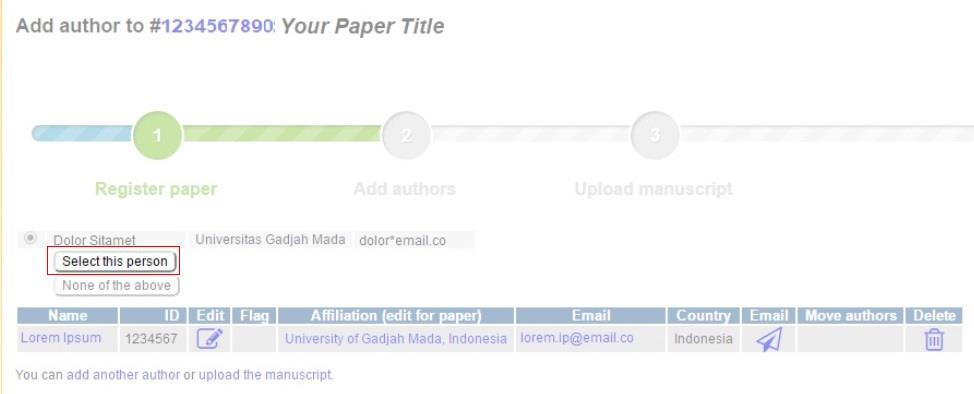 Add author to #1234567890: Your Paper Title
1 2 3
Register paper Add authors Upload manuscript
Dolor Sitamet Universitas Gadjah Mada dolor*email.co
Select this person
None of the above
Name ID Edit Flag Affiliation (edit for paper) Email Country Email Move authors Delete
Lorem Ipsum 1234567 University of Gadjah Mada, Indonesia lorem.ip@email.co Indonesia
You can add another author or upload the manuscript.